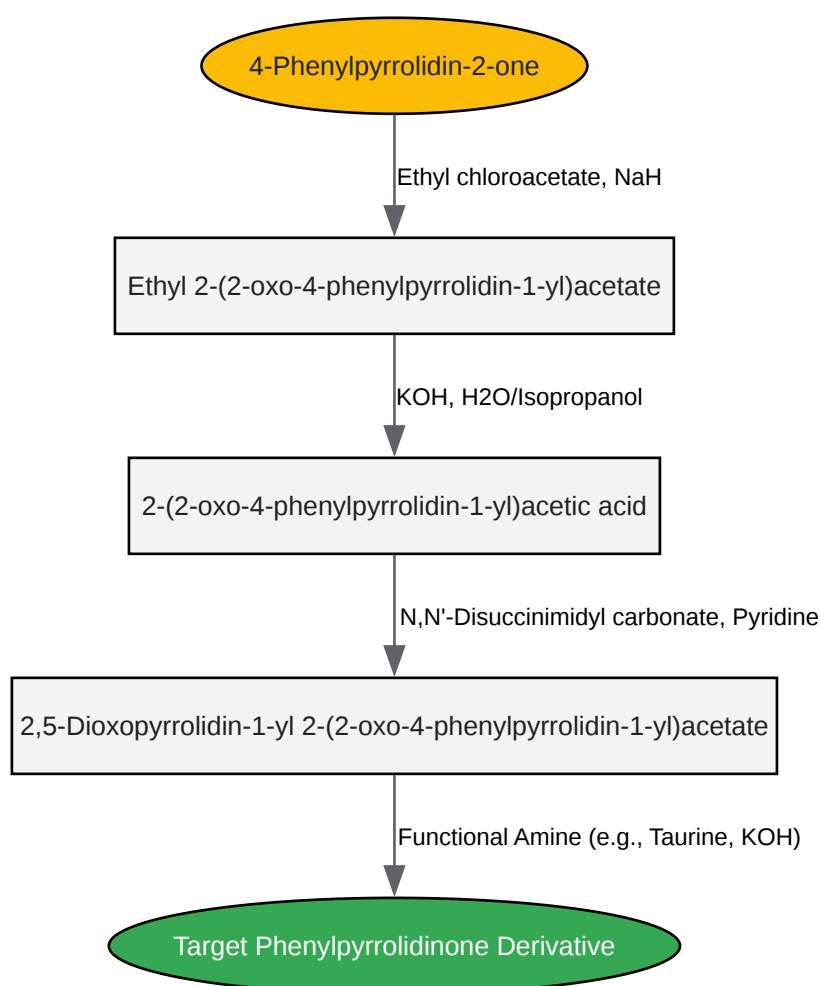 4-Phenylpyrrolidin-2-one
Ethyl chloroacetate, NaH
Ethyl 2-(2-oxo-4-phenylpyrrolidin-1-yl)acetate
KOH, H2O/Isopropanol
2-(2-oxo-4-phenylpyrrolidin-1-yl)acetic acid
N,N'-Disuccinimidyl carbonate, Pyridine
2,5-Dioxopyrrolidin-1-yl 2-(2-oxo-4-phenylpyrrolidin-1-yl)acetate
Functional Amine (e.g., Taurine, KOH)
Target Phenylpyrrolidinone Derivative